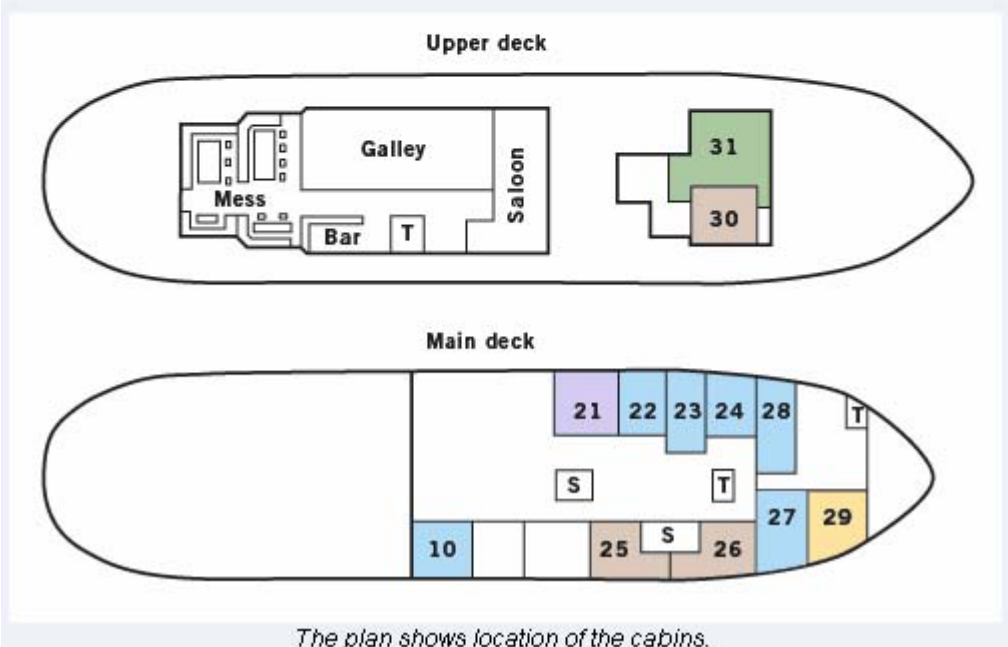 Upper deck
31
Galley
Saloon
Mess
30
Bar
T
Main deck
21
22
23
24
28
T
S
T
27
29
S
10
25
26
The plan shows location of the cabins.